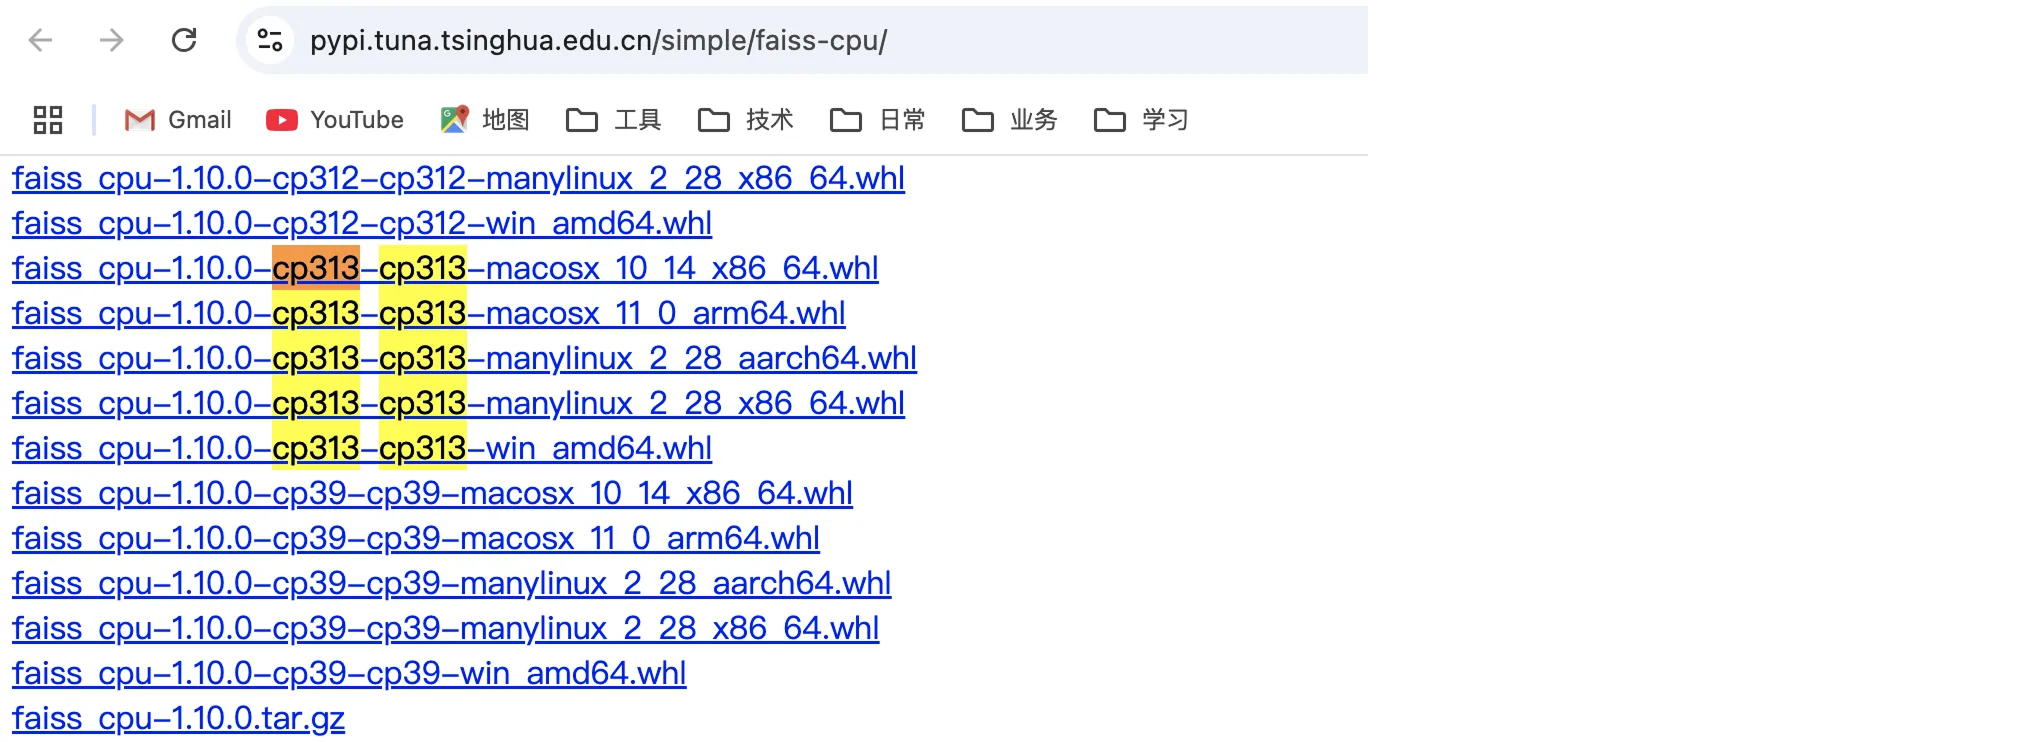 pypi.tuna.tsinghua.edu.cn/simple/faiss-cpu/
Gmail YouTube 地图 工具 技术 日常 业务 学习
faiss_cpu-1.10.0-cp312-cp312-manylinux_2_28_x86_64.whl
faiss_cpu-1.10.0-cp312-cp312-win_amd64.whl
faiss_cpu-1.10.0-cp313-cp313-macosx_10_14_x86_64.whl
faiss_cpu-1.10.0-cp313-cp313-macosx_11_0_arm64.whl
faiss_cpu-1.10.0-cp313-cp313-manylinux_2_28_aarch64.whl
faiss_cpu-1.10.0-cp313-cp313-manylinux_2_28_x86_64.whl
faiss_cpu-1.10.0-cp313-cp313-win_amd64.whl
faiss_cpu-1.10.0-cp39-cp39-macosx_10_14_x86_64.whl
faiss_cpu-1.10.0-cp39-cp39-macosx_11_0_arm64.whl
faiss_cpu-1.10.0-cp39-cp39-manylinux_2_28_aarch64.whl
faiss_cpu-1.10.0-cp39-cp39-manylinux_2_28_x86_64.whl
faiss_cpu-1.10.0-cp39-cp39-win_amd64.whl
faiss_cpu-1.10.0.tar.gz